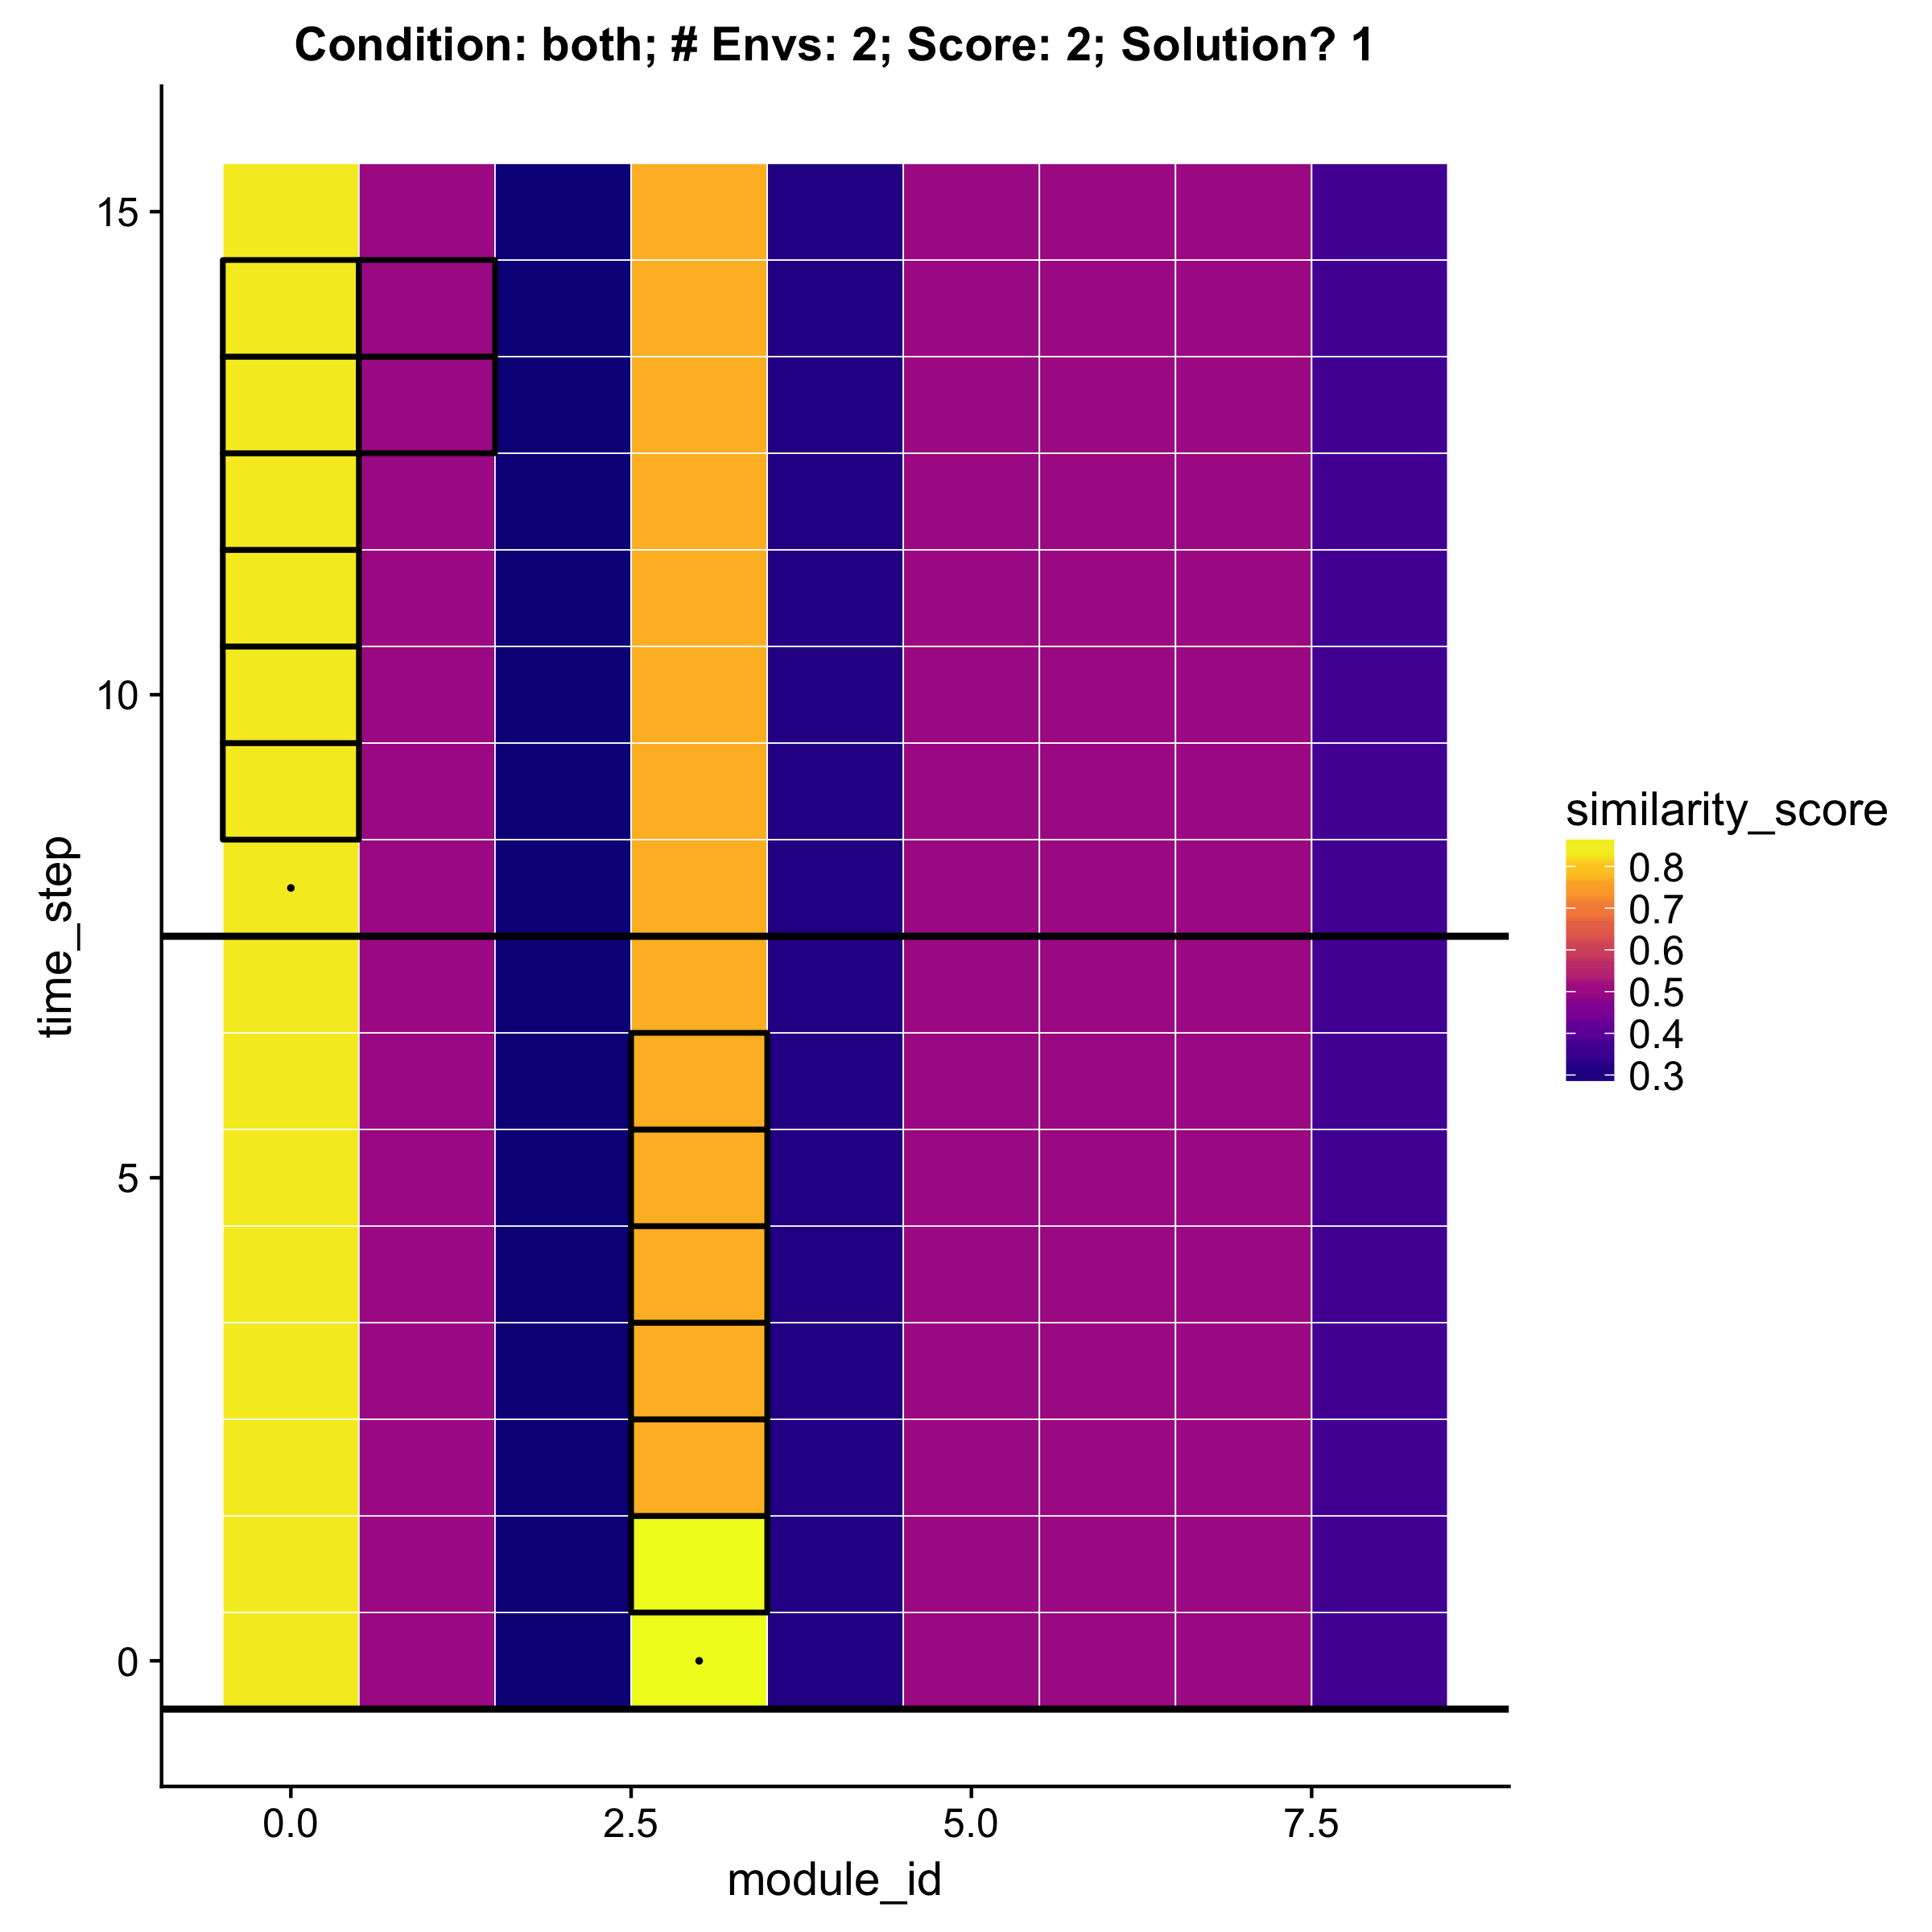 Condition: both; # Envs: 2; Score: 2; Solution? 1
15
10
5
0
time_step
0.0 2.5 5.0 7.5
module_id
similarity_score
0.8
0.7
0.6
0.5
0.4
0.3